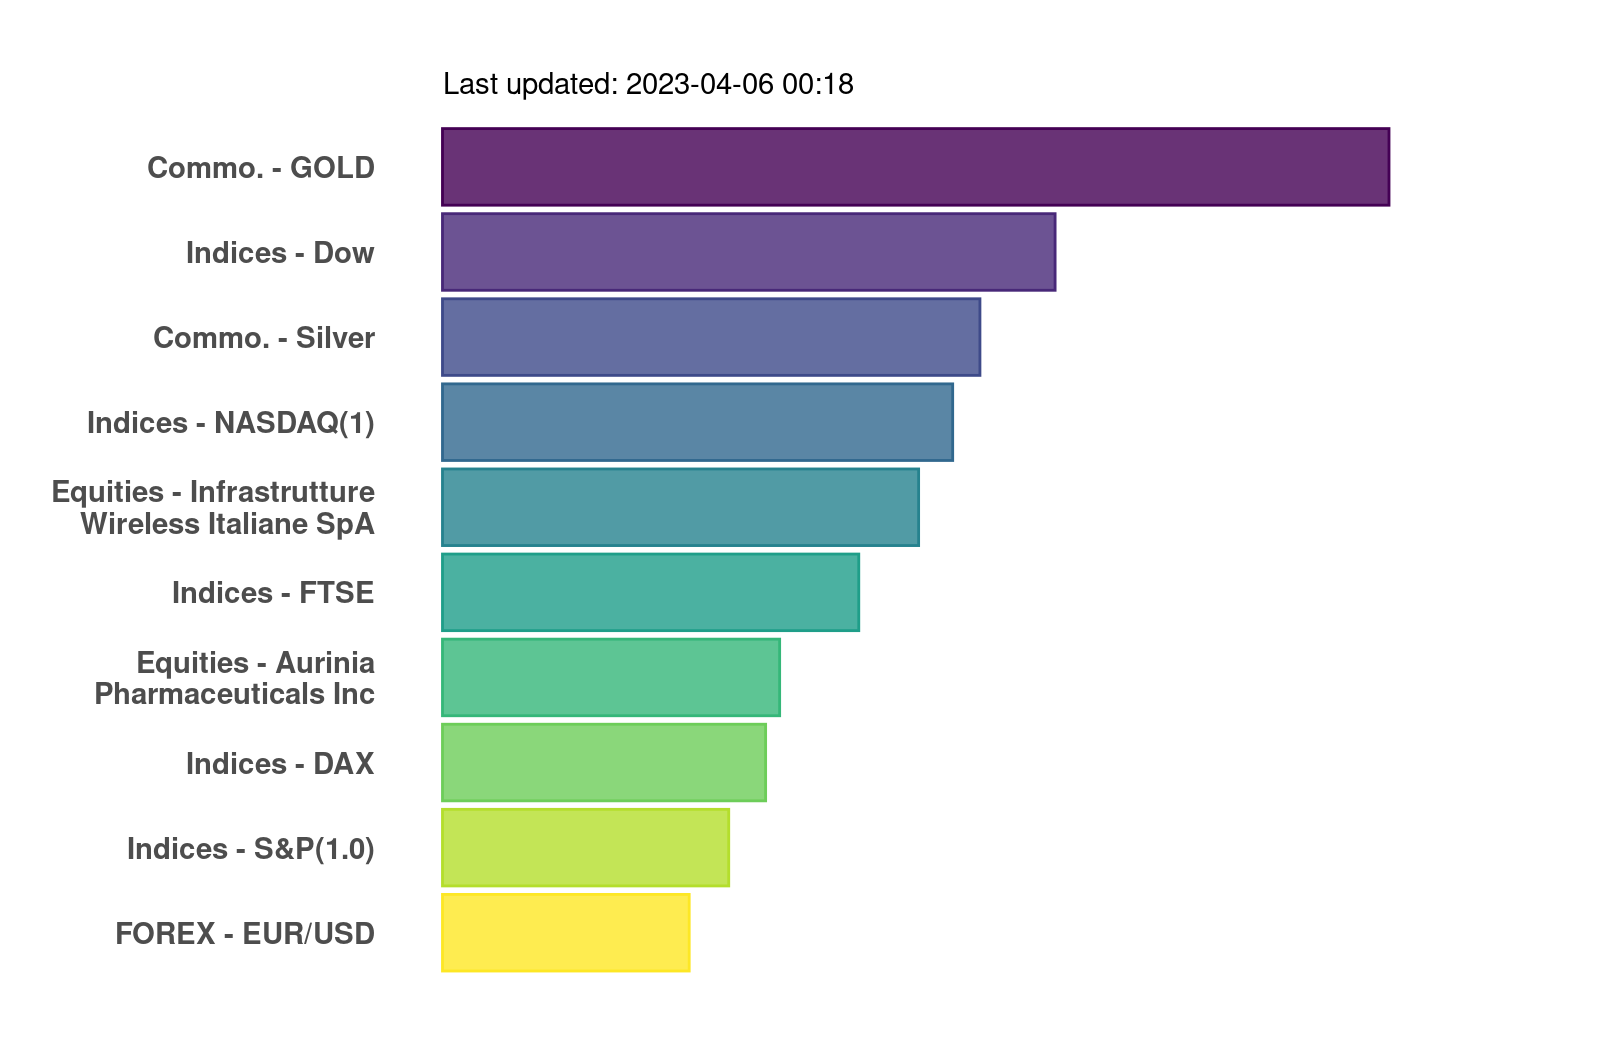 Last updated: 2023-04-06 00:18
Commo. - GOLD
Indices - Dow
Commo. - Silver
Indices - NASDAQ(1)
Equities - Infrastrutture
Wireless Italiane SpA
Indices - FTSE
Equities - Aurinia
Pharmaceuticals Inc
Indices - DAX
Indices - S&P(1.0)
FOREX - EUR/USD